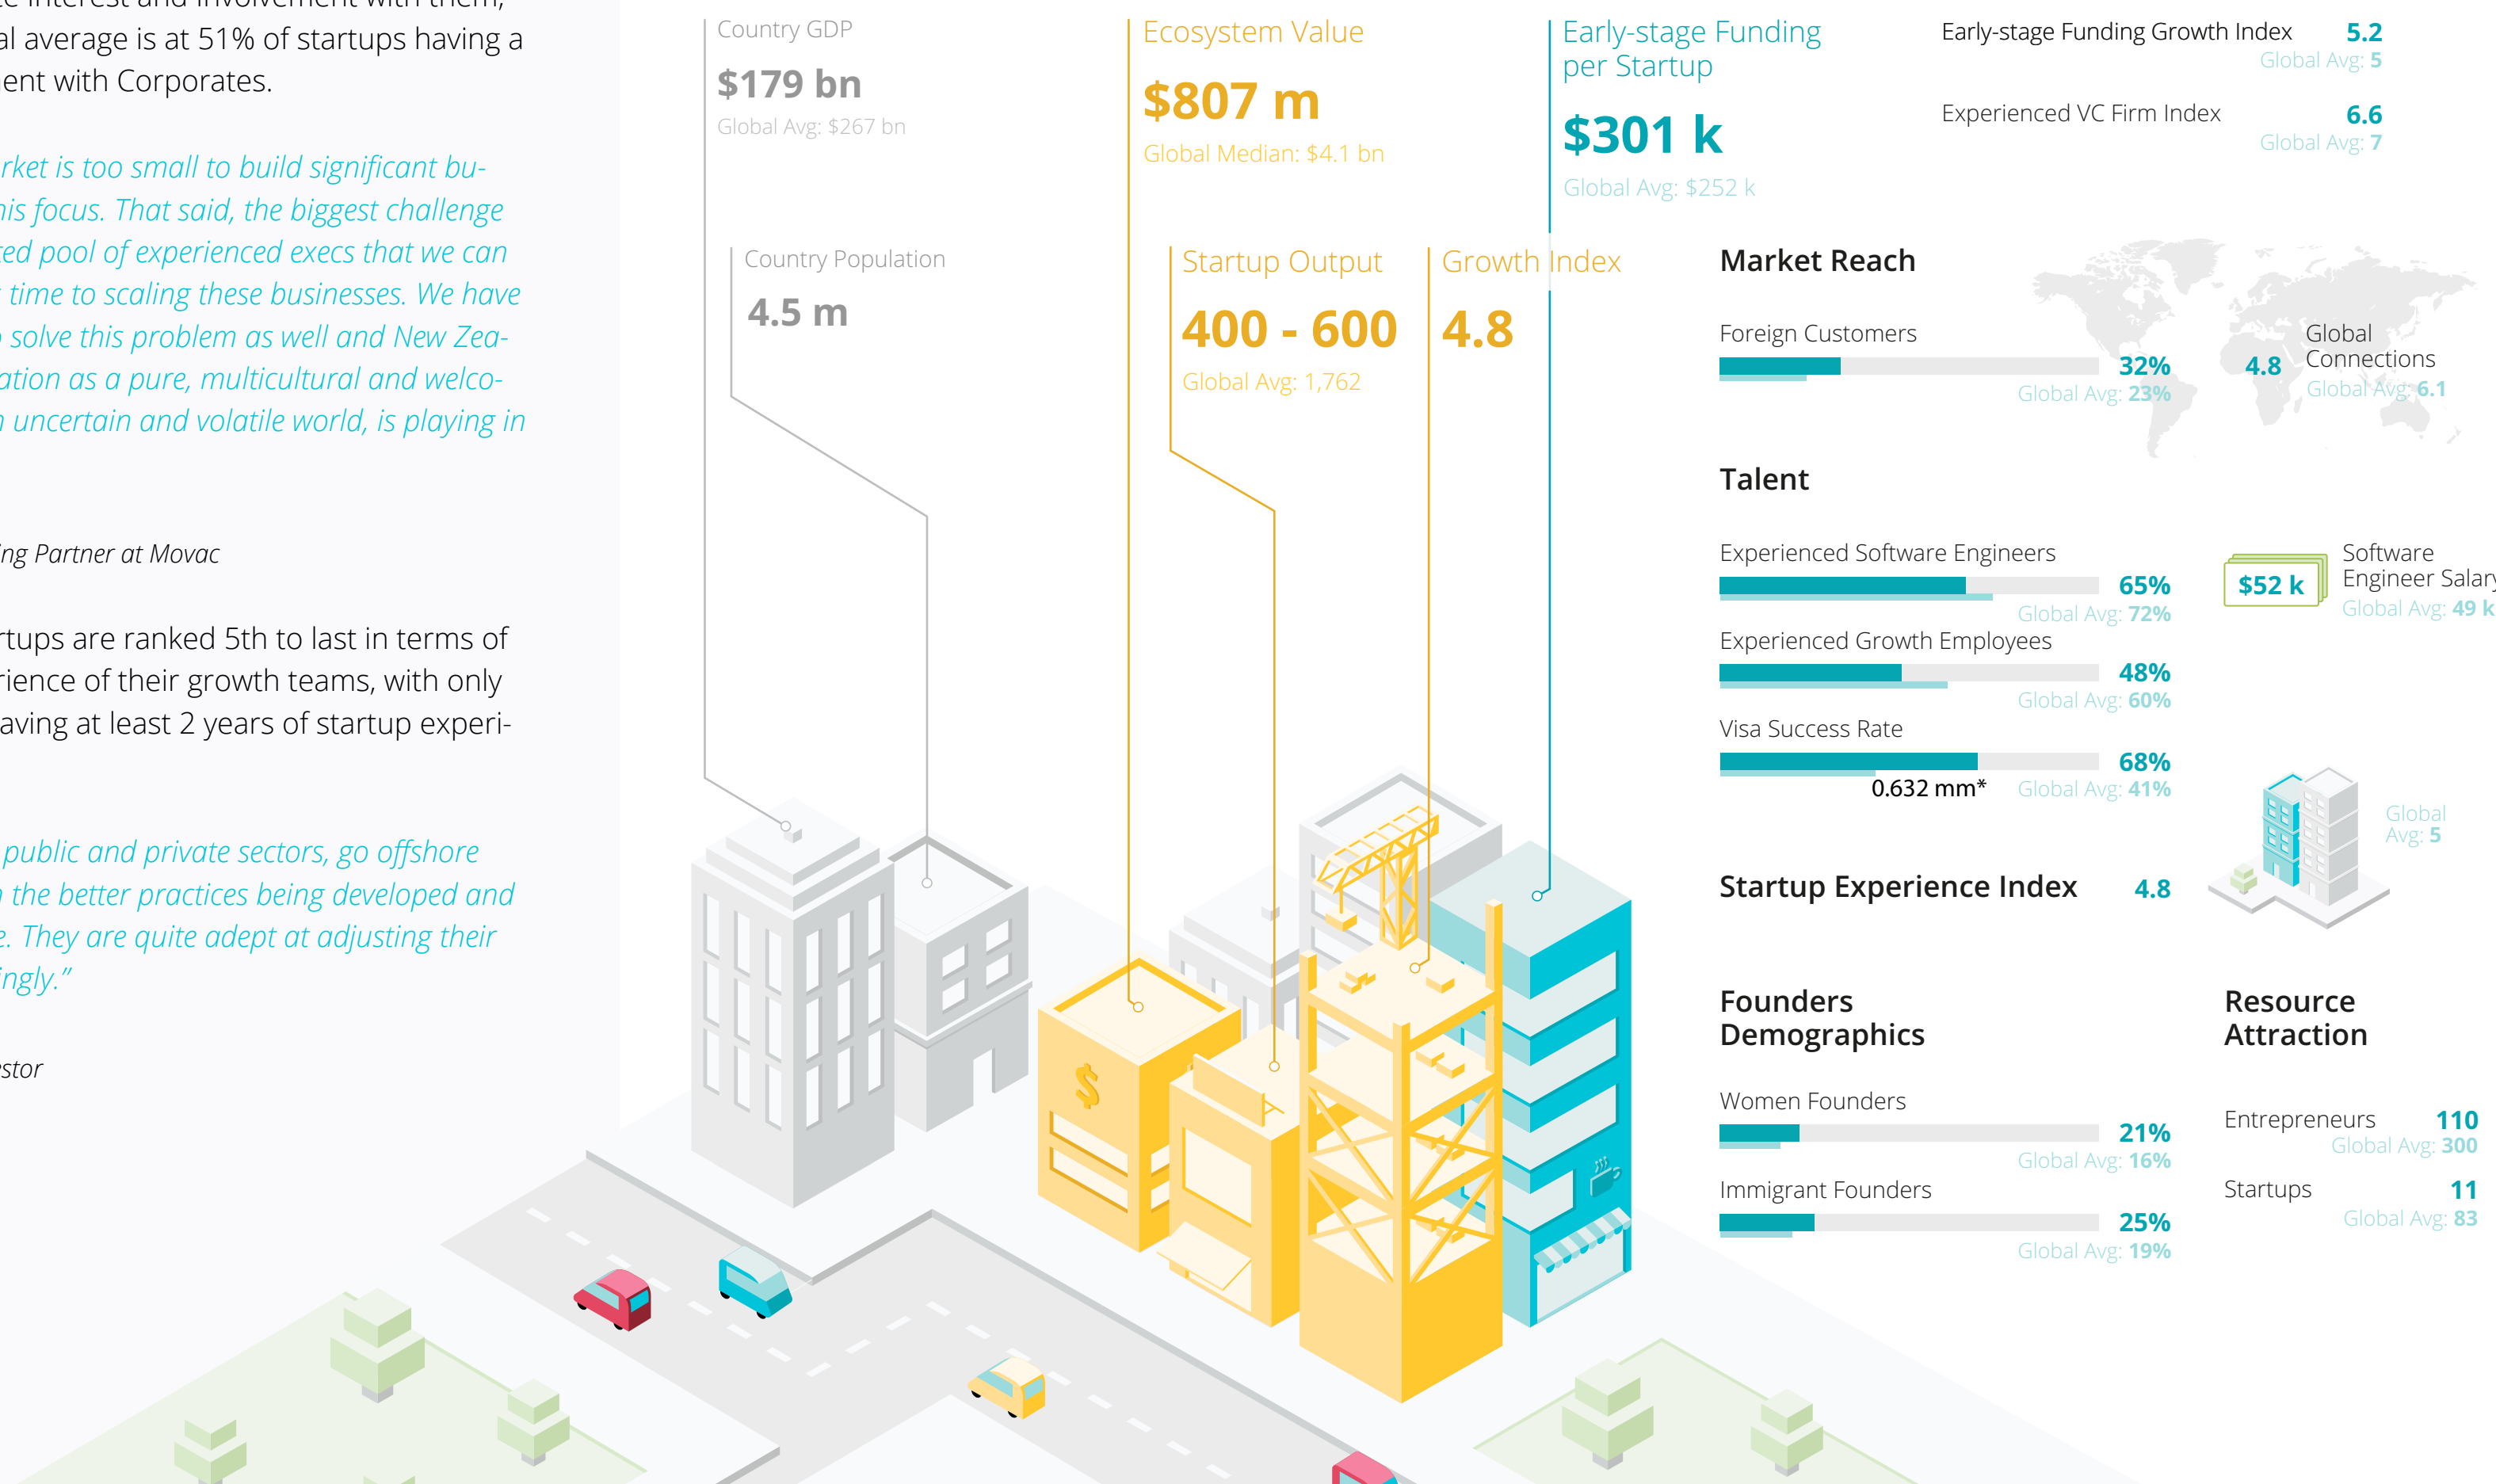 interest and involvement with them,
average is at 51% of startups having a
with Corporates.
market is too small to build significant bu-
his focus. That said, the biggest challenge
pool of experienced execs that we can
time to scaling these businesses. We have
solve this problem as well and New Zea-
as a pure, multicultural and welco-
uncertain and volatile world, is playing in
Partner at Movac
startups are ranked 5th to last in terms of
experience of their growth teams, with only
having at least 2 years of startup experi-
public and private sectors, go offshore
the better practices being developed and
They are quite adept at adjusting their
Country GDP
$179 bn
Global Avg: $267 bn
Country Population
4.5 m
Ecosystem Value
$807 m
Global Median: $4.1 bn
Startup Output
400 - 600
Global Avg: 1,762
Growth Index
4.8
Early-stage Funding
per Startup
$301 k
Global Avg: $252 k
Early-stage Funding Growth Index 5.2
Global Avg: 5
Experienced VC Firm Index 6.6
Global Avg: 7
Market Reach
Foreign Customers
32%
Global Avg: 23%
4.8
Global
Connections
Global Avg: 6.1
Talent
Experienced Software Engineers
65%
Global Avg: 72%
Experienced Growth Employees
48%
Global Avg: 60%
Visa Success Rate
68%
0.632 mm*
Global Avg: 41%
$52 k
Software
Engineer Salary
Global Avg: 49 k
Startup Experience Index 4.8
Global
Avg: 5
Founders
Demographics
Women Founders
21%
Global Avg: 16%
Immigrant Founders
25%
Global Avg: 19%
Resource
Attraction
Entrepreneurs 110
Global Avg: 300
Startups 11
Global Avg: 83
$